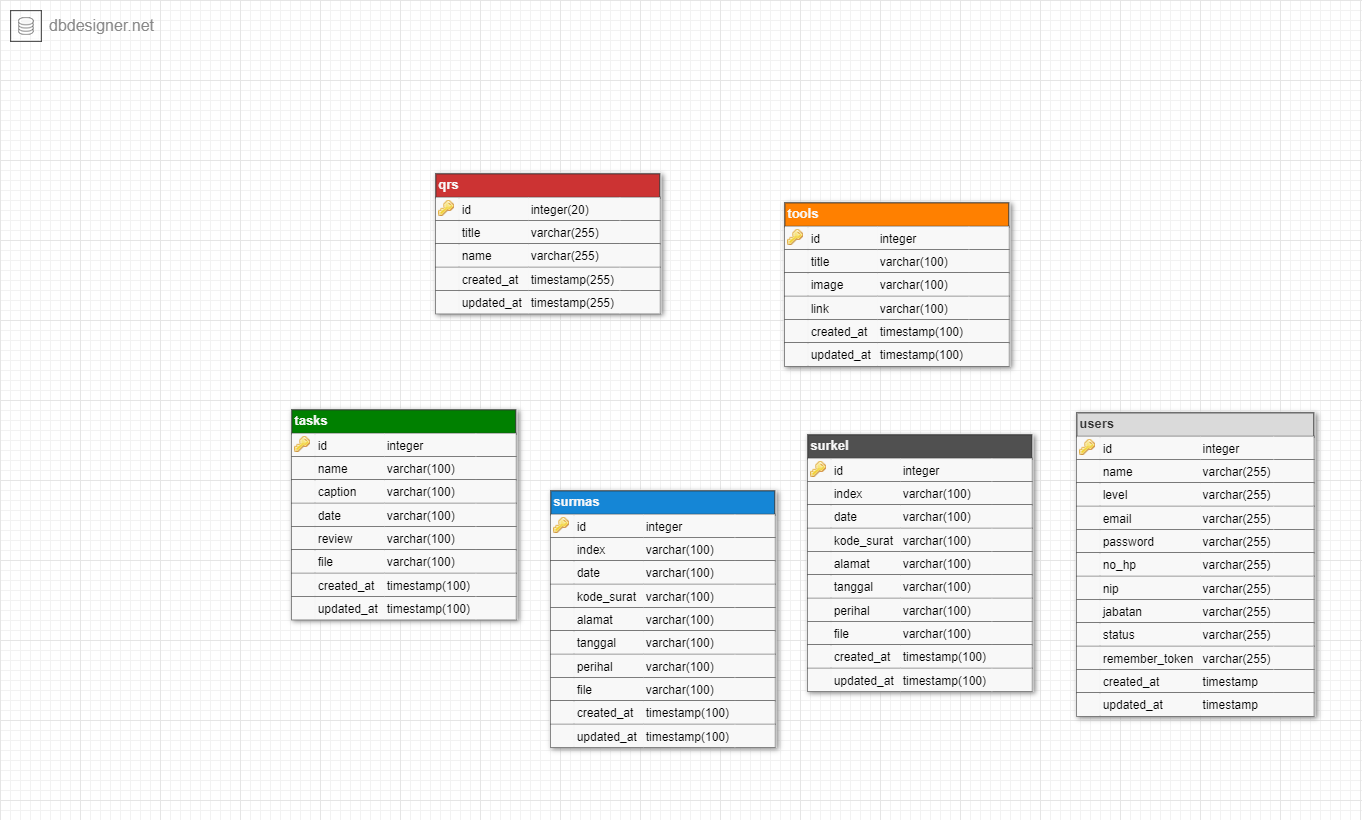 dbdesigner.net
qrs
id integer(20)
title varchar(255)
name varchar(255)
created_at timestamp(255)
updated_at timestamp(255)
tools
id integer
title varchar(100)
image varchar(100)
link varchar(100)
created_at timestamp(100)
updated_at timestamp(100)
tasks
id integer
name varchar(100)
caption varchar(100)
date varchar(100)
review varchar(100)
file varchar(100)
created_at timestamp(100)
updated_at timestamp(100)
surmas
id integer
index varchar(100)
date varchar(100)
kode_surat varchar(100)
alamat varchar(100)
tanggal varchar(100)
perihal varchar(100)
file varchar(100)
created_at timestamp(100)
updated_at timestamp(100)
surkel
id integer
index varchar(100)
date varchar(100)
kode_surat varchar(100)
alamat varchar(100)
tanggal varchar(100)
perihal varchar(100)
file varchar(100)
created_at timestamp(100)
updated_at timestamp(100)
users
id integer
name varchar(255)
level varchar(255)
email varchar(255)
password varchar(255)
no_hp varchar(255)
nip varchar(255)
jabatan varchar(255)
status varchar(255)
remember_token varchar(255)
created_at timestamp
updated_at timestamp